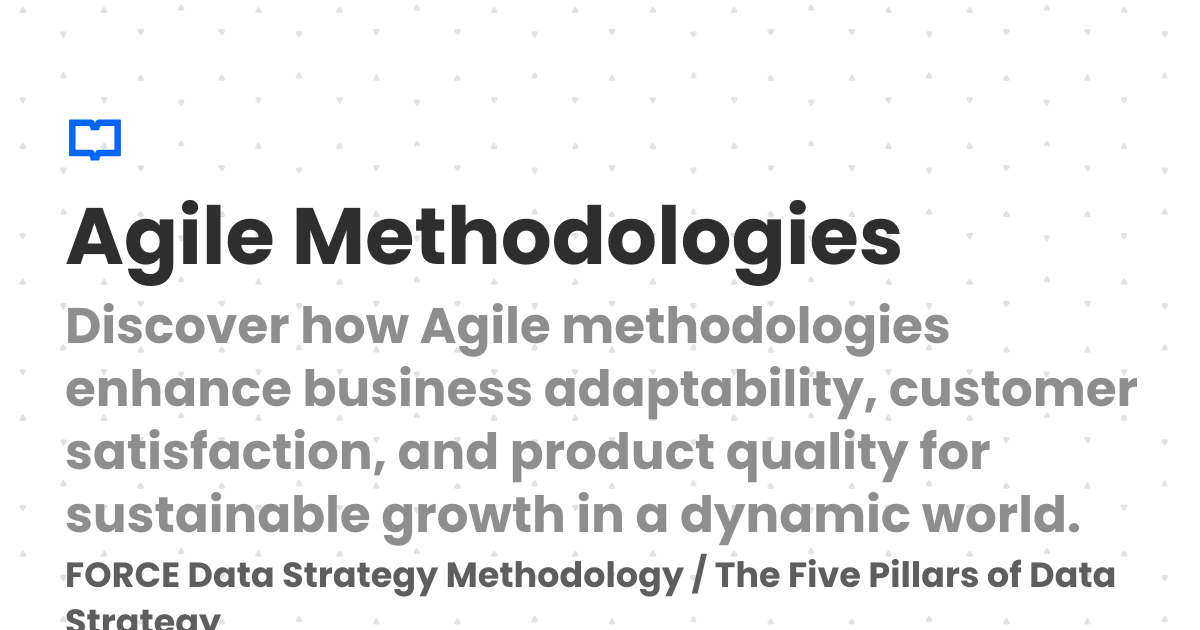 Agile Methodologies
Discover how Agile methodologies
enhance business adaptability, customer
satisfaction, and product quality for
sustainable growth in a dynamic world.
FORCE Data Strategy Methodology / The Five Pillars of Data
Strategy